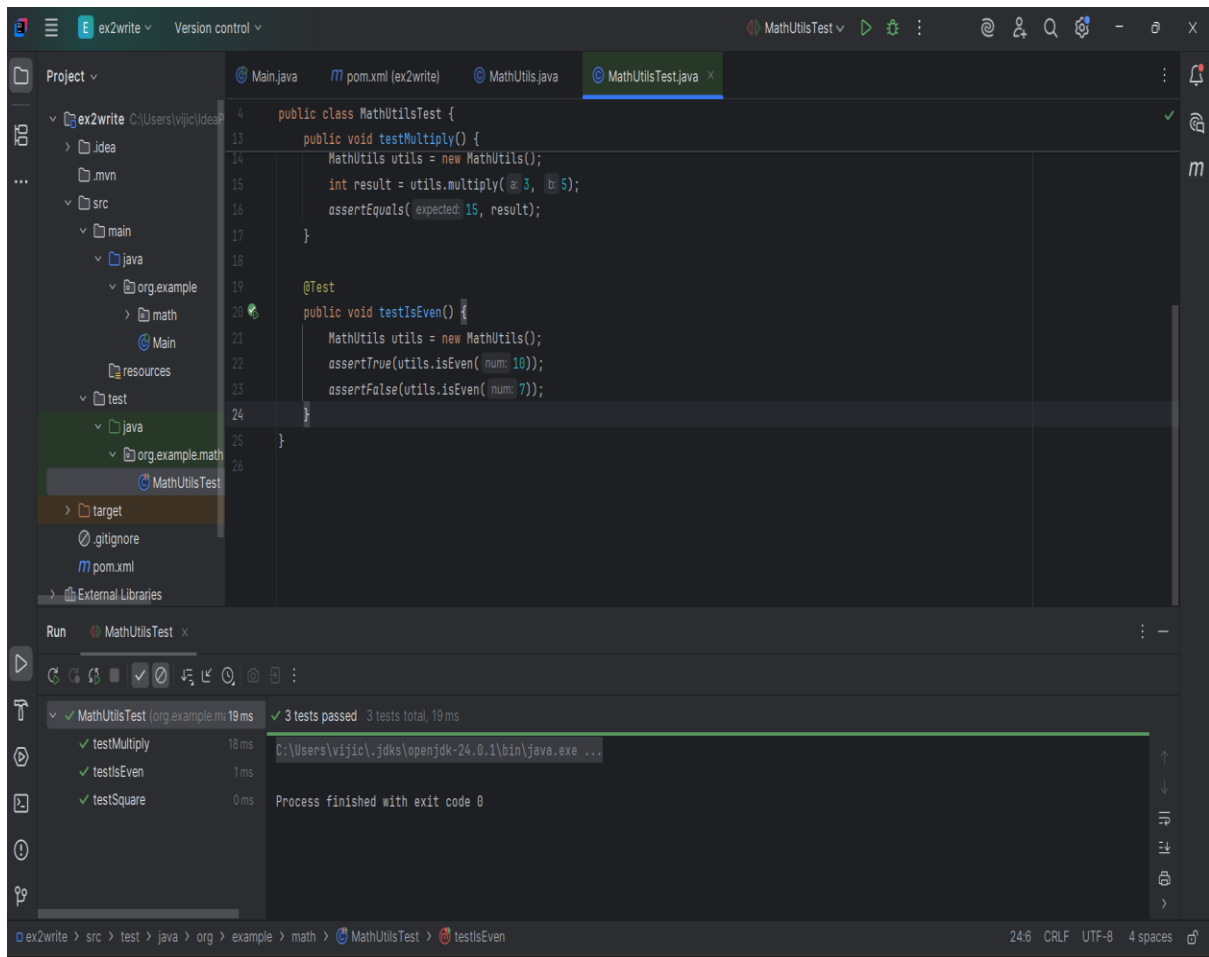 E ex2write Version control MathUtilsTest
Project
Main.java m pom.xml (ex2write) MathUtils.java MathUtilsTest.java
ex2write C:\Users\vijic\IdeaP
.idea
.mvn
src
main
java
org.example
math
Main
resources
test
java
org.example.math
MathUtilsTest
target
.gitignore
m pom.xml
External Libraries
4 public class MathUtilsTest {
13 public void testMultiply() {
14 MathUtils utils = new MathUtils();
15 int result = utils.multiply( a: 3, b: 5);
16 assertEquals( expected: 15, result);
17 }
18
19 @Test
20 public void testIsEven() {
21 MathUtils utils = new MathUtils();
22 assertTrue(utils.isEven( num: 10));
23 assertFalse(utils.isEven( num: 7));
24 }
25 }
26
m
Run MathUtilsTest
MathUtilsTest (org.example.ma 19 ms
testMultiply 18 ms
testIsEven 1 ms
testSquare 0 ms
3 tests passed 3 tests total, 19 ms
C:\Users\vijic\.jdks\openjdk-24.0.1\bin\java.exe ...
Process finished with exit code 0
ex2write > src > test > java > org > example > math > MathUtilsTest > testIsEven 24:6 CRLF UTF-8 4 spaces